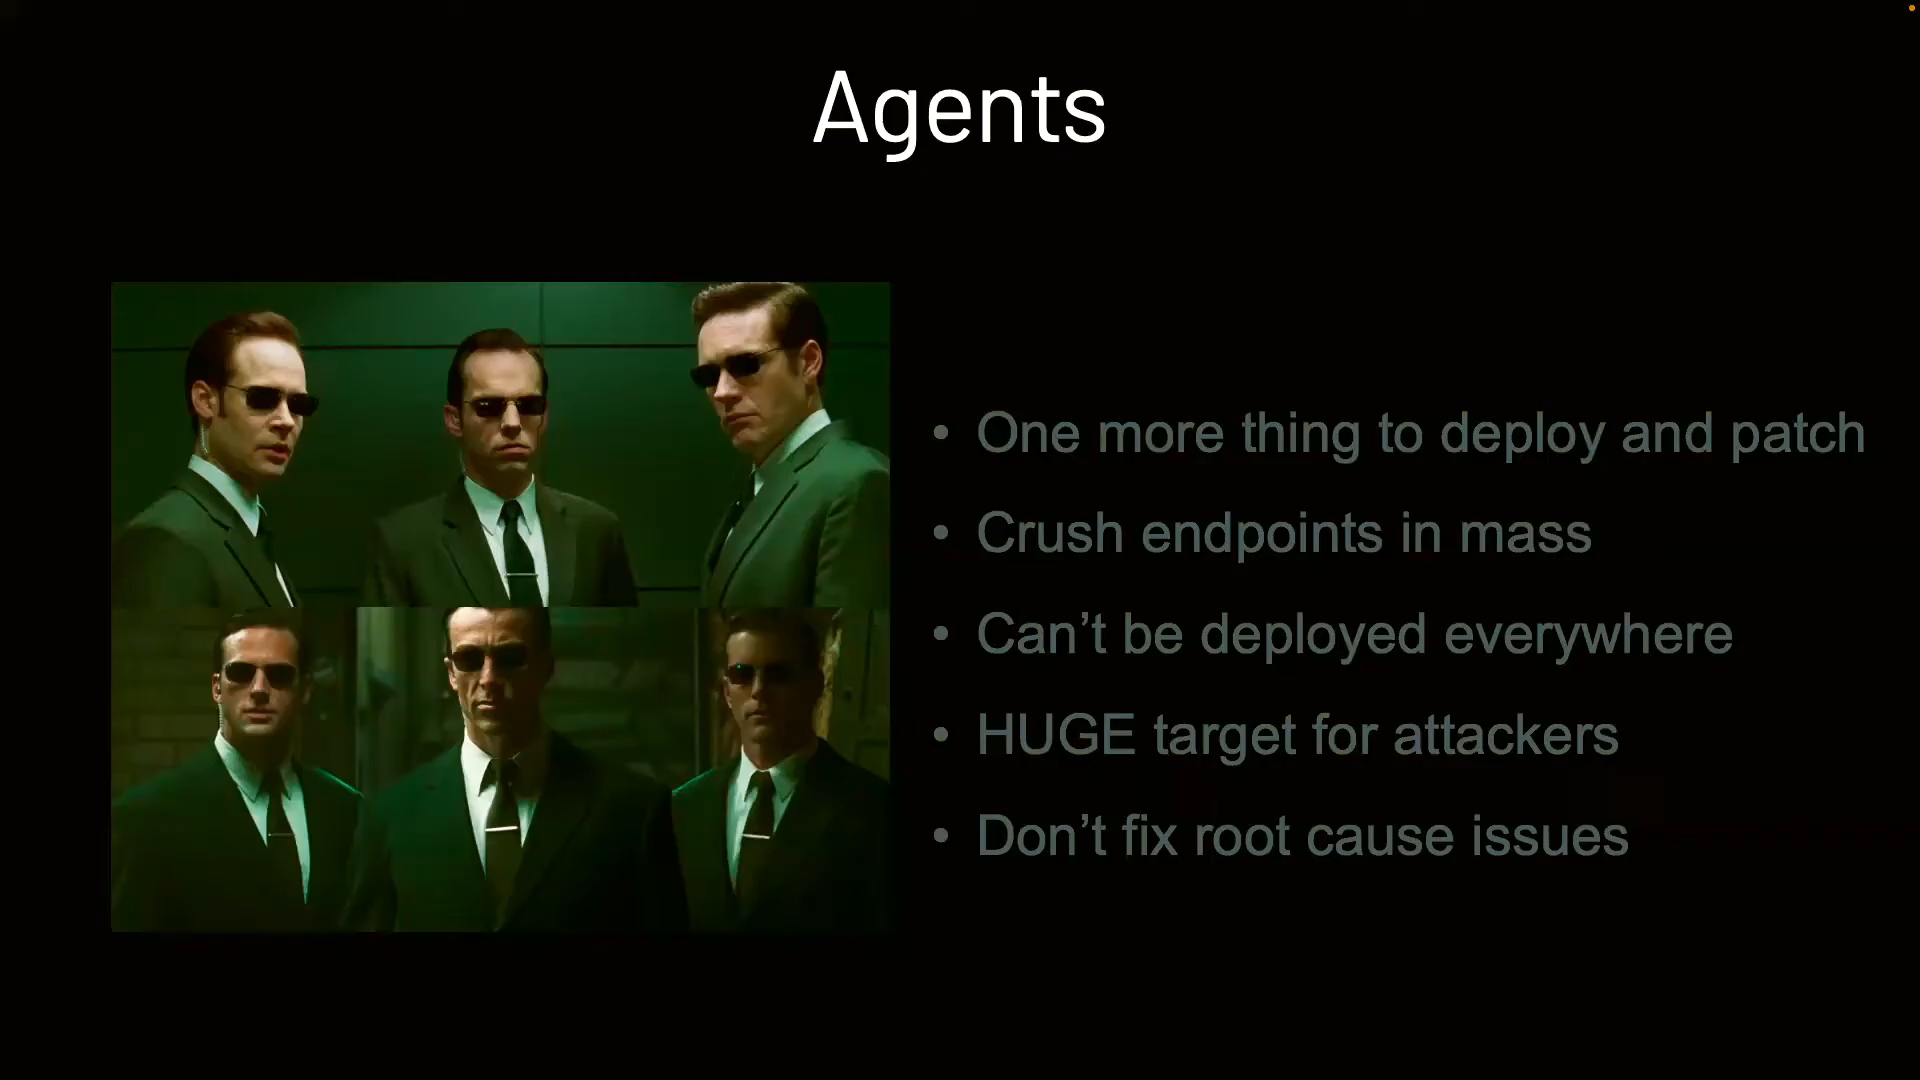 Agents
• One more thing to deploy and patch
• Crush endpoints in mass
• Can’t be deployed everywhere
• HUGE target for attackers
• Don’t fix root cause issues